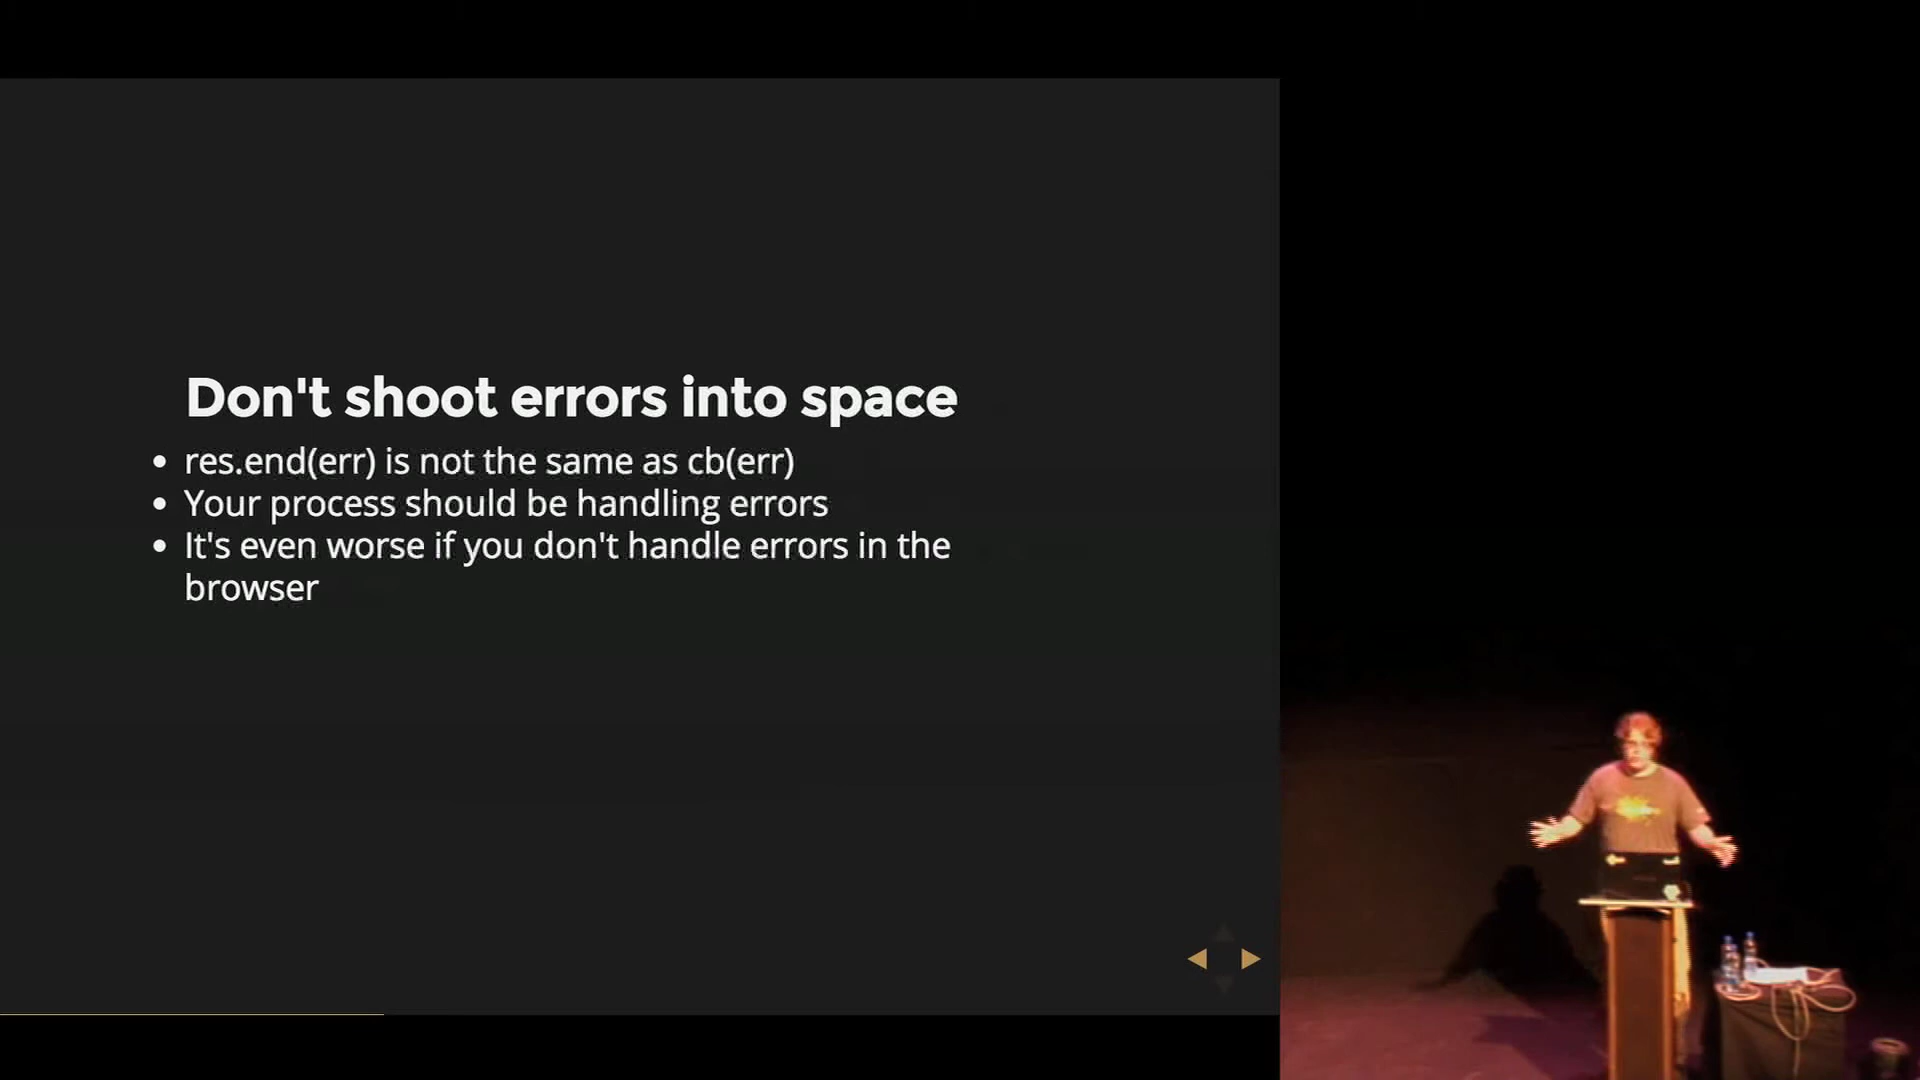 Don't shoot errors into space
res.end(err) is not the same as cb(err)
Your process should be handling errors
It's even worse if you don't handle errors in the
browser